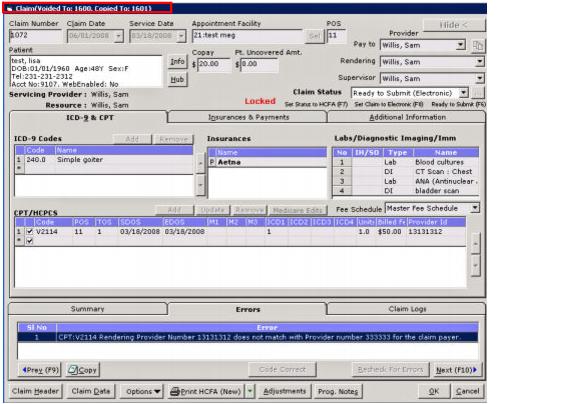 Claim(Voided To: 1600, Copied To: 1601)
Claim Number Claim Date Service Date Appointment Facility POS Provider Hide <
1072 06/01/2008 03/18/2008 21:test meg Sel 11 Pay to Willis, Sam
Patient Copay Pt. Uncovered Amt.
test, lisa Info $ 20.00 $ 0.00 Rendering Willis, Sam
DOB:01/01/1960 Age:48Y Sex:F
Tel:231-231-2312 Hub Supervisor Willis, Sam
Acct No:9107. WebEnabled: No
Servicing Provider : Willis, Sam Claim Status Ready to Submit (Electronic) ...
Resource : Willis, Sam Locked Set Status to HCFA (F7) Set Claim to Electronic (F8) Ready to Submit (F6)
ICD-9 & CPT Insurances & Payments Additional Information
ICD-9 Codes Add Remove Insurances Labs/Diagnostic Imaging/Imm
Code Name Name No IH/SO Type Name
1 240.0 Simple goiter P Aetna 1 Lab Blood cultures
* 2 DI CT Scan : Chest
3 Lab ANA (Antinuclear .
4 DI bladder scan
CPT/HCPCS Add Update Remove Medicare Edits Fee Schedule Master Fee Schedule
Code POS TOS SDOS EDOS M1 M2 M3 ICD1 ICD2 ICD3 ICD4 Units Billed Fe Provider Id
1 V2114 11 1 03/18/2008 03/18/2008 1 1.0 $50.00 13131312
*
Summary Errors Claim Logs
Sl No Error
1 CPT:V2114 Rendering Provider Number 13131312 does not match with Provider number 333333 for the claim payer.
Prev (F9) Copy Code Correct Recheck For Errors Next (F10)
Claim Header Claim Data Options Print HCFA (New) Adjustments Prog. Notes OK Cancel